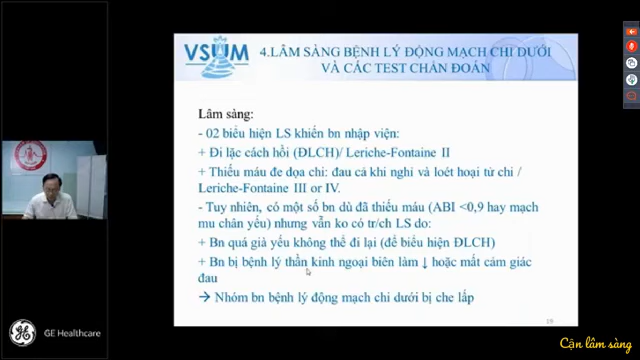 VSUM
4.LÂM SÀNG BỆNH LÝ ĐỘNG MẠCH CHI DƯỚI
VÀ CÁC TEST CHẨN ĐOÁN
Lâm sàng:
- 02 biểu hiện LS khiến bn nhập viện:
+ Đi lặc cách hồi (ĐLCH)/ Leriche-Fontaine II
+ Thiếu máu đe dọa chi: đau cả khi nghỉ và loét hoại tử chi /
Leriche-Fontaine III or IV.
- Tuy nhiên, có một số bn dù đã thiếu máu (ABI <0,9 hay mạch
mu chân yếu) nhưng vẫn ko có tr/ch LS do:
+ Bn quá già yếu không thể đi lại (để biểu hiện ĐLCH)
+ Bn bị bệnh lý thần kinh ngoại biên làm ↓ hoặc mất cảm giác
đau
→ Nhóm bn bệnh lý động mạch chi dưới bị che lấp
19
GE Healthcare
Cận lâm sàng